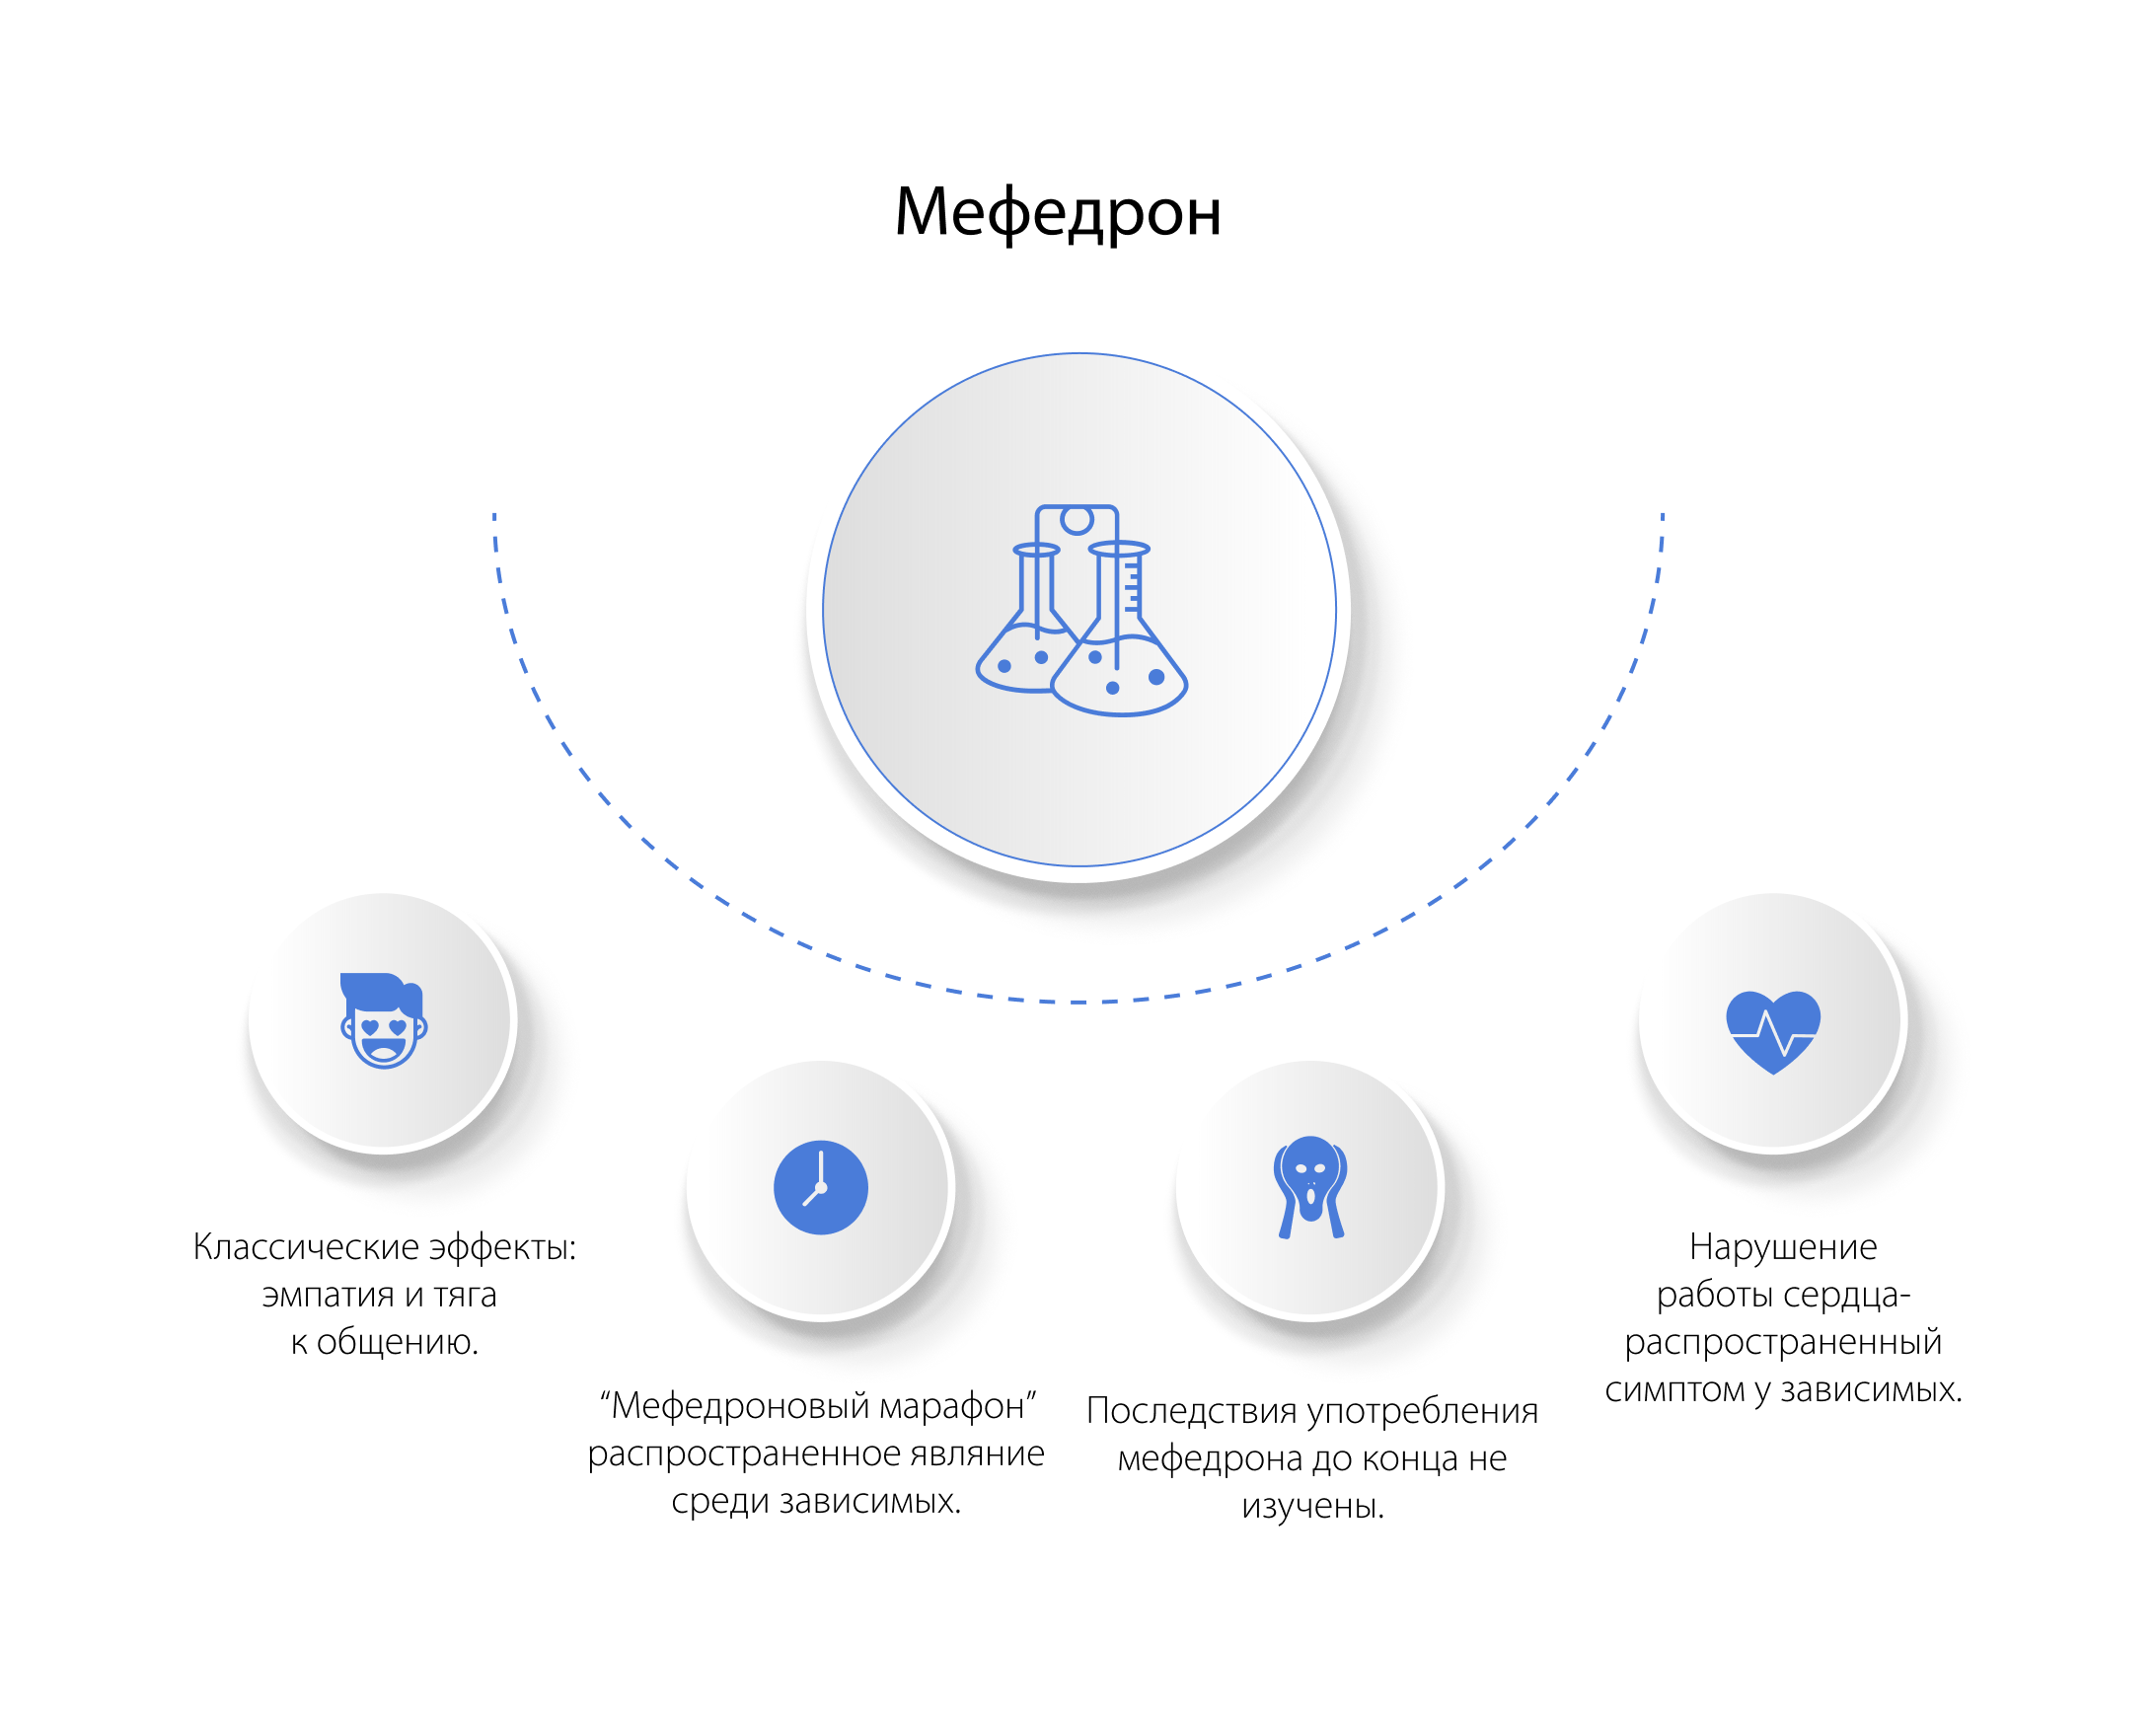 Мефедрон
Классические эффекты:
эмпатия и тяга
к общению.
“Мефедроновый марафон”
распространенное являние
среди зависимых.
Последствия употребления
мефедрона до конца не
изучены.
Нарушение
работы сердца-
распространенный
симптом у зависимых.